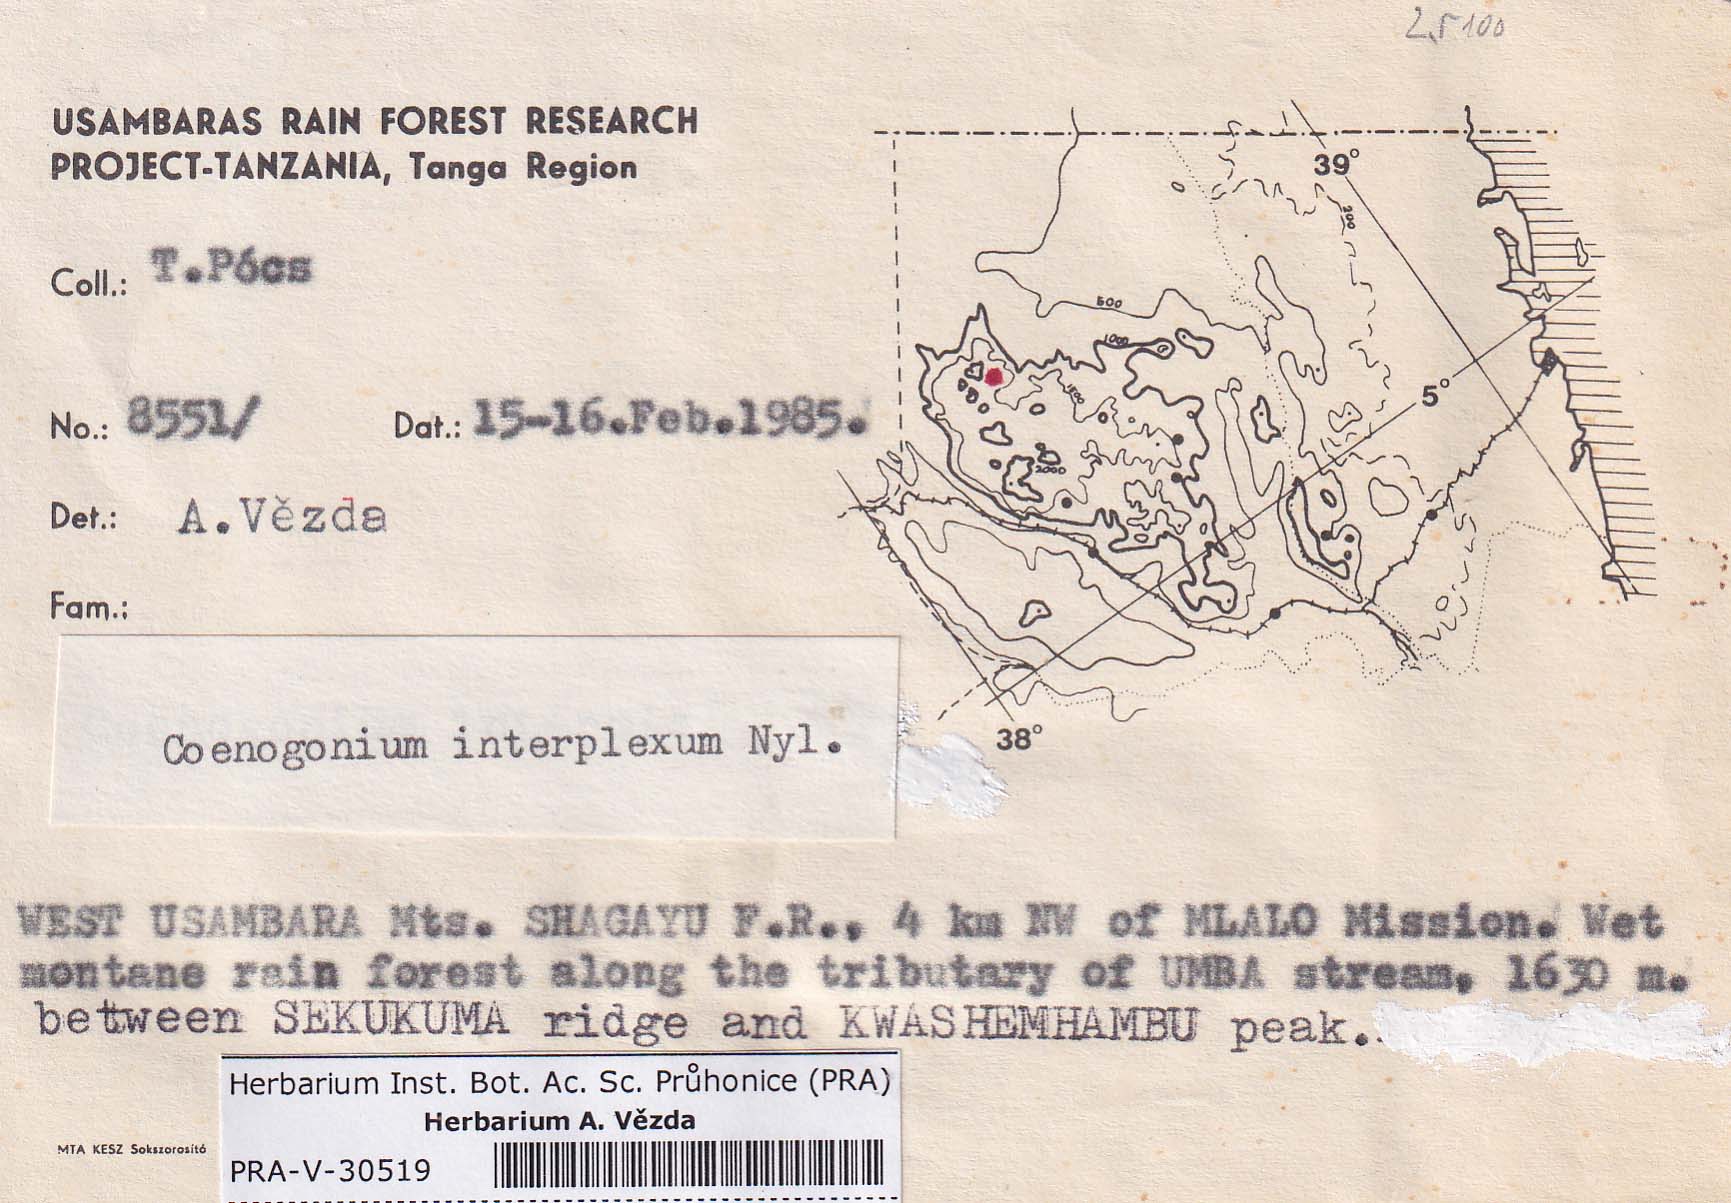 25100
USAMBARAS RAIN FOREST RESEARCH
PROJECT-TANZANIA, Tanga Region
Coll.: T.Pócs
No.: 8551/ Dat.: 15-16.Feb.1985.
Det.: A.Vězda
Fam.:
Coenogonium interplexum Nyl.
39°
200
500
1000
1500
5°
2000
38°
WEST USAMBARA Mts. SHAGAYU F.R., 4 km NW of MLALO Mission. Wet
montane rain forest along the tributary of UMBA stream, 1630 m.
between SEKUKUMA ridge and KWASHEMHAMBU peak.
Herbarium Inst. Bot. Ac. Sc. Průhonice (PRA)
Herbarium A. Vězda
MTA KESZ Sokszorosító
PRA-V-30519